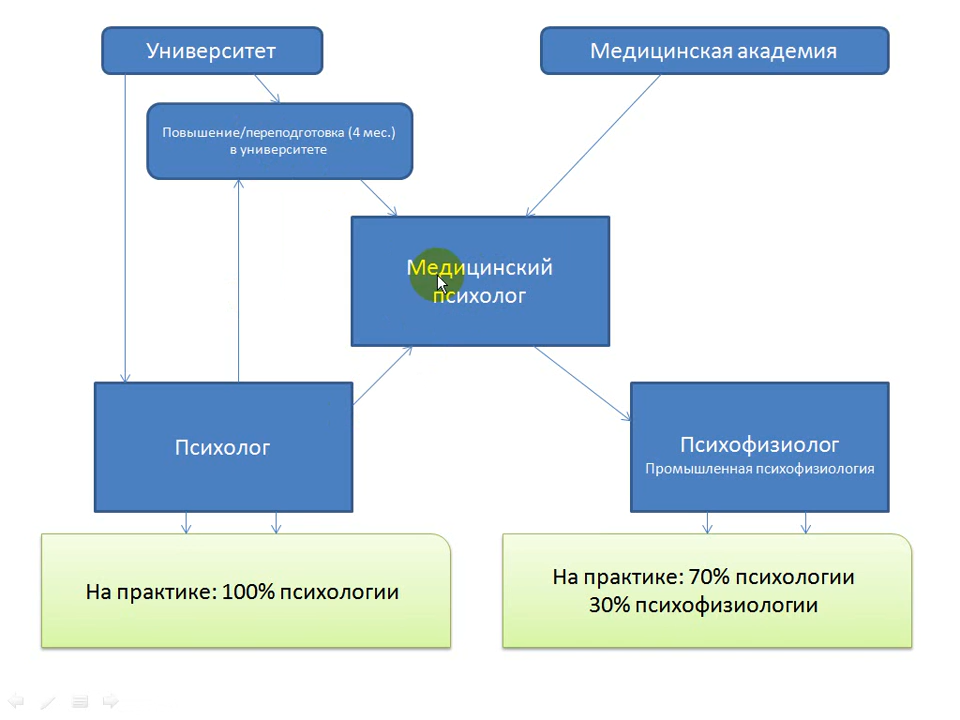 Университет
Медицинская академия
Повышение/переподготовка (4 мес.)
в университете
Медицинский
психолог
Психолог
Психофизиолог
Промышленная психофизиология
На практике: 100% психологии
На практике: 70% психологии
30% психофизиологии